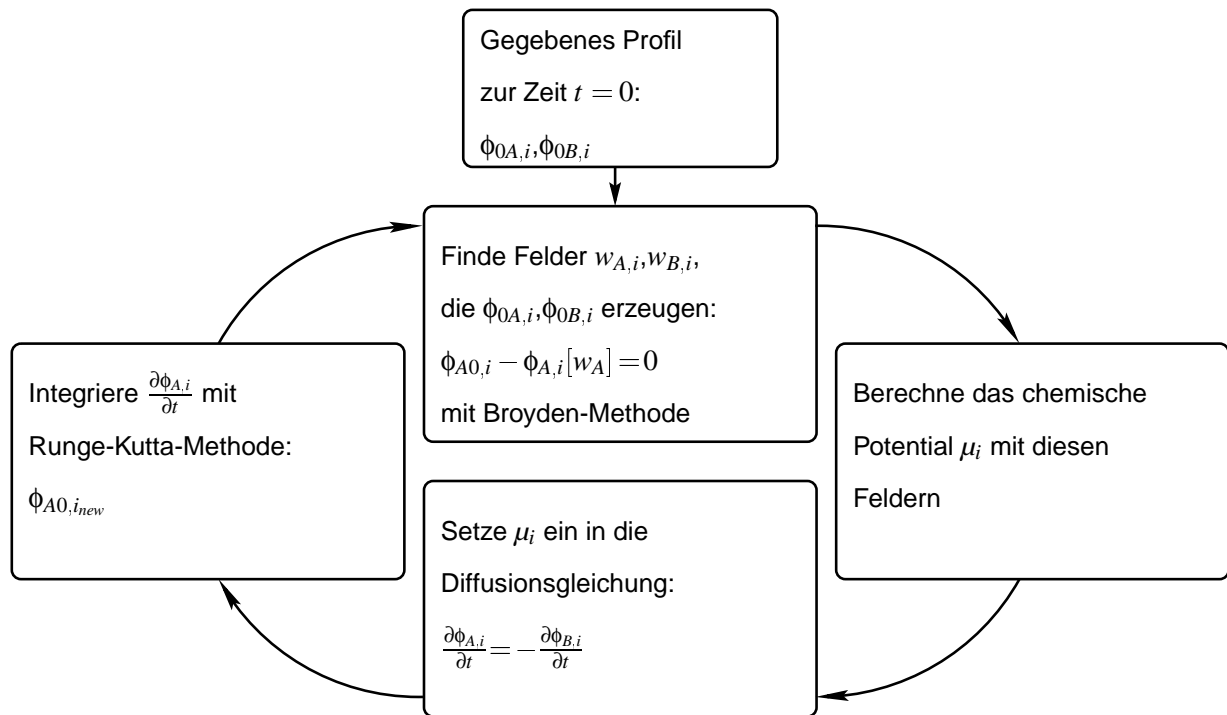 Gegebenes Profil
zur Zeit t = 0:
ϕ0A,i,ϕ0B,i
Finde Felder wA,i,wB,i,
die ϕ0A,i,ϕ0B,i erzeugen:
ϕA0,i − ϕA,i[wA] = 0
mit Broyden-Methode
Berechne das chemische
Potential μi mit diesen
Feldern
Setze μi ein in die
Diffusionsgleichung:
∂ϕA,i/∂t = −∂ϕB,i/∂t
Integriere ∂ϕA,i/∂t mit
Runge-Kutta-Methode:
ϕA0,inew